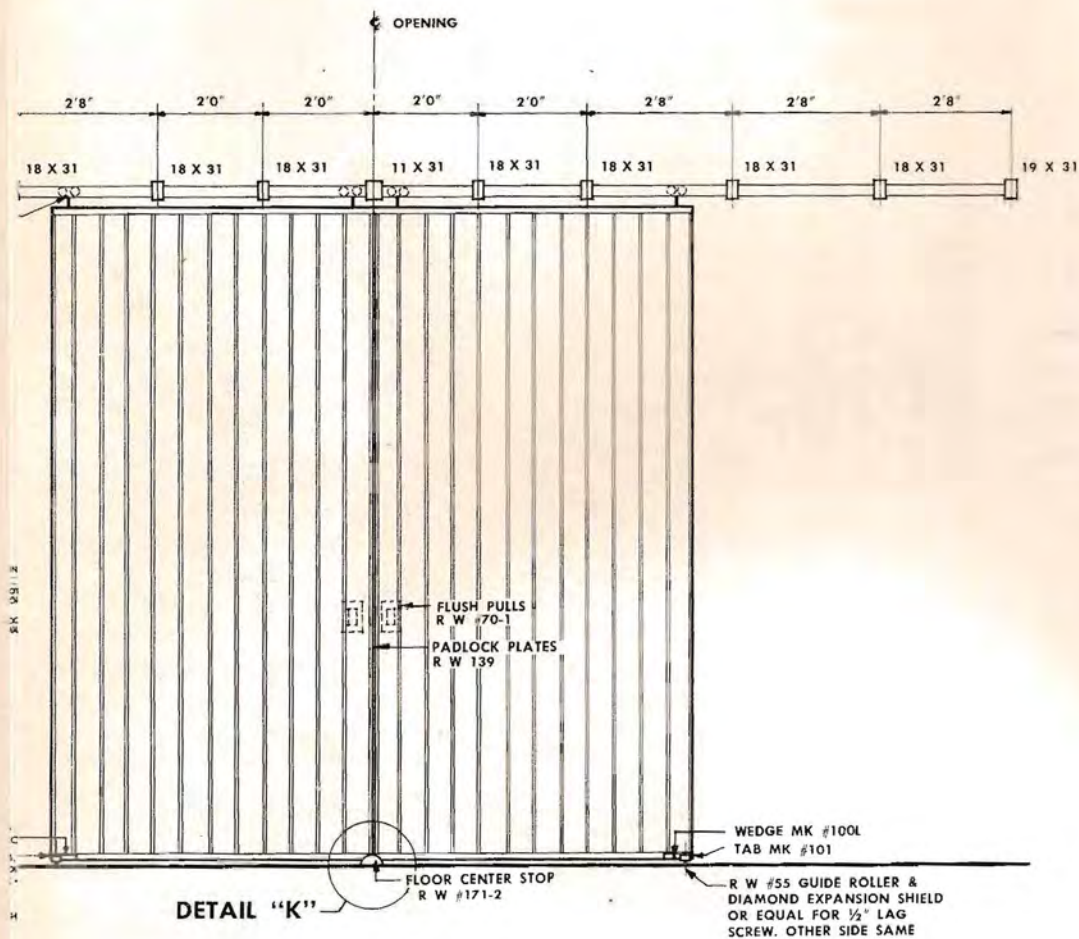 ℄ OPENING
2'8" 2'0" 2'0" 2'0" 2'0" 2'8" 2'8" 2'8"
18 X 31 18 X 31 18 X 31 11 X 31 18 X 31 18 X 31 18 X 31 18 X 31 19 X 31
FLUSH PULLS
R W #70-1
PADLOCK PLATES
R W 139
WEDGE MK #100L
TAB MK #101
FLOOR CENTER STOP
R W #171-2
DETAIL "K"
R W #55 GUIDE ROLLER &
DIAMOND EXPANSION SHIELD
OR EQUAL FOR ½" LAG
SCREW. OTHER SIDE SAME